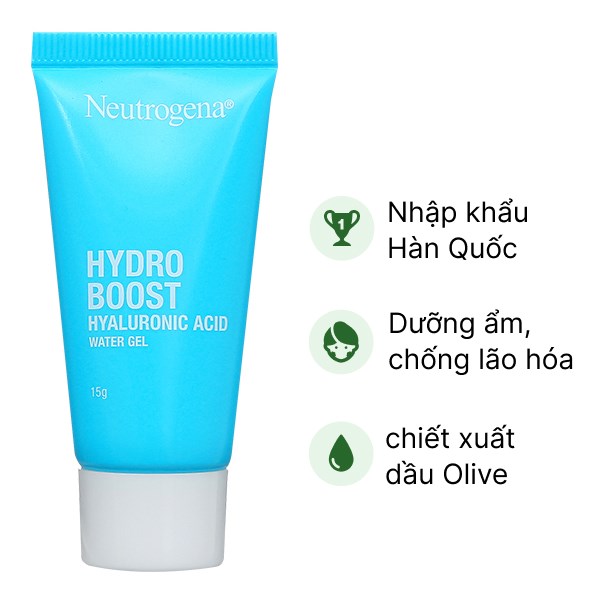 Neutrogena®
HYDRO
BOOST
HYALURONIC ACID
WATER GEL
15g
1
Nhập khẩu
Hàn Quốc
Dưỡng ẩm,
chống lão hóa
chiết xuất
dầu Olive